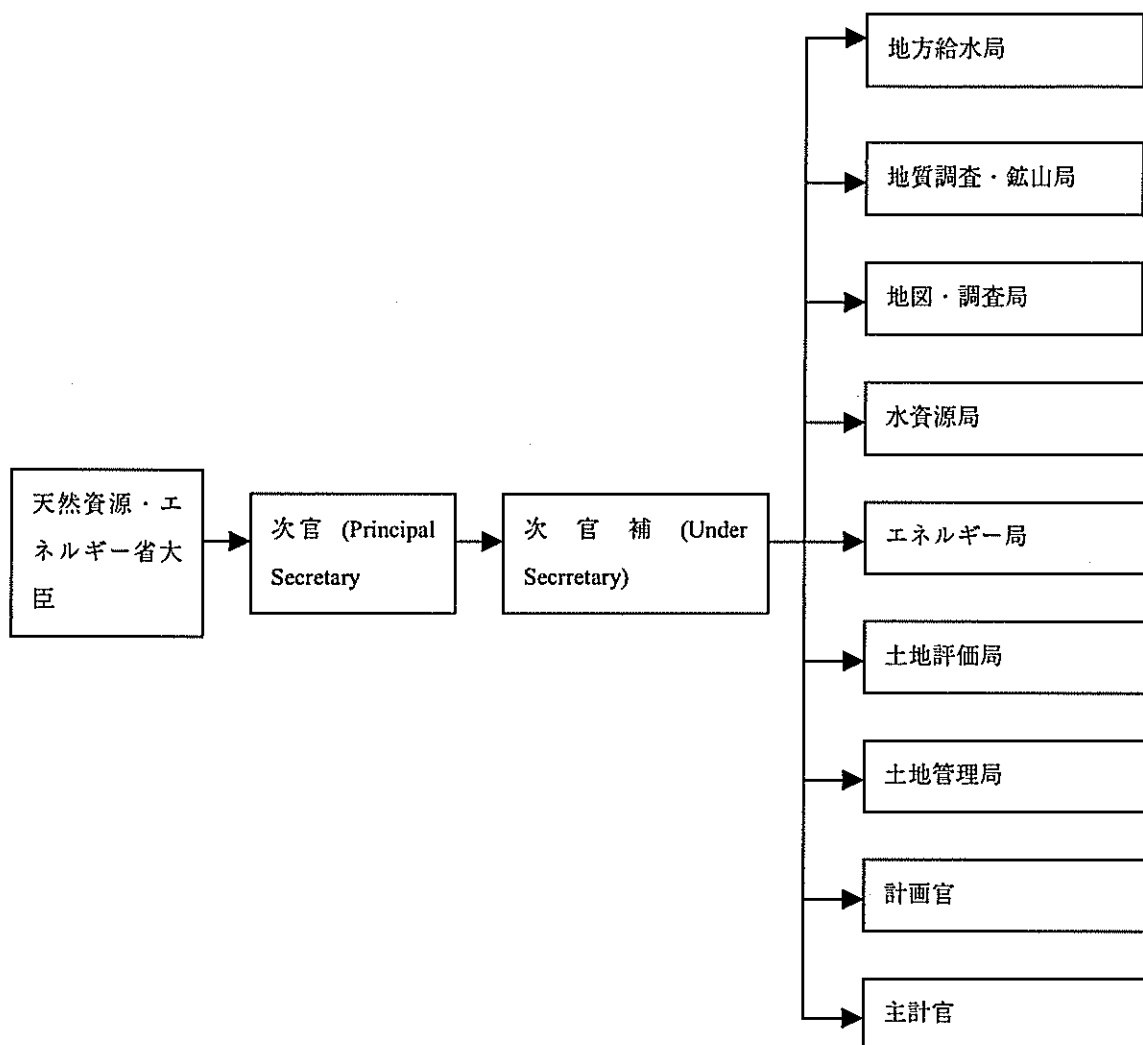 地方給水局
地質調査・鉱山局
地図・調査局
水資源局
天然資源・エ
ネルギー省大
臣
次官 (Principal
Secretary
次官補 (Under
Secrretary)
エネルギー局
土地評価局
土地管理局
計画官
主計官